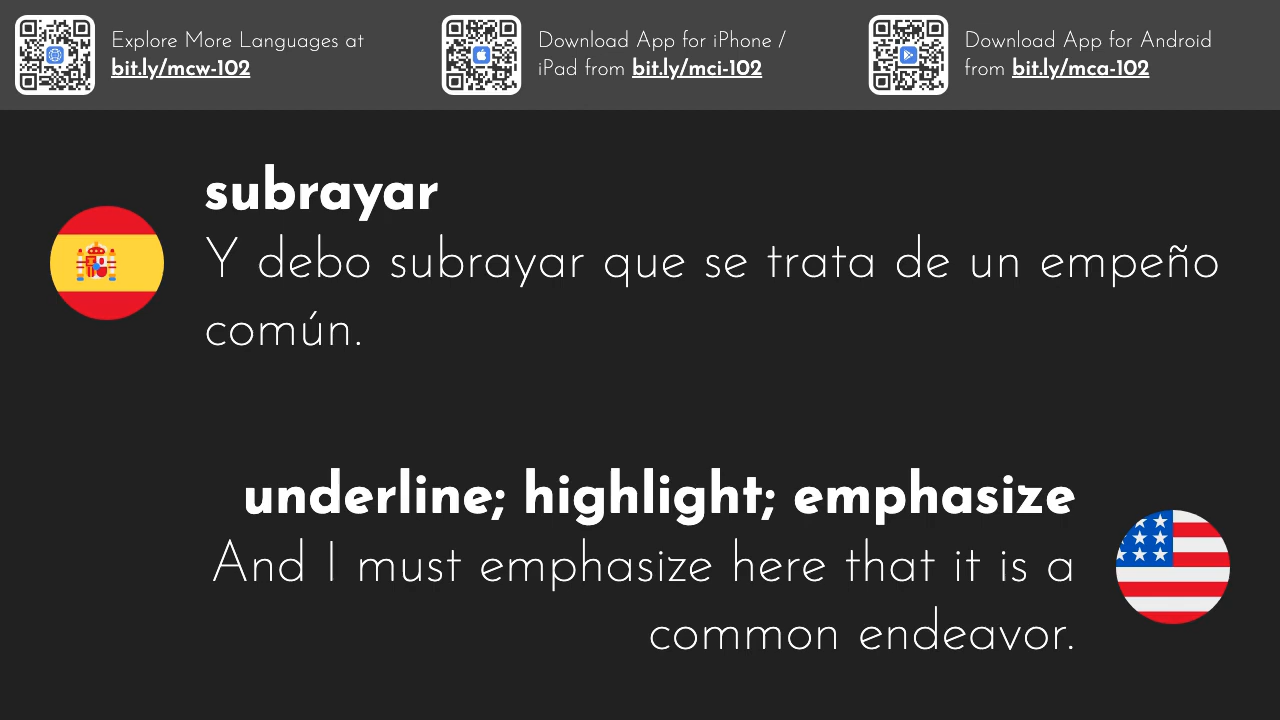 Explore More Languages at
bit.ly/mcw-102
Download App for iPhone /
iPad from bit.ly/mci-102
Download App for Android
from bit.ly/mca-102
subrayar
Y debo subrayar que se trata de un empeño
común.
underline; highlight; emphasize
And I must emphasize here that it is a
common endeavor.